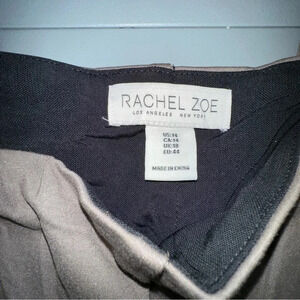 RACHEL ZOE
LOS ANGELES NEW YORK
US:14
CA:14
UK:18
EU:44
MADE IN CHINA